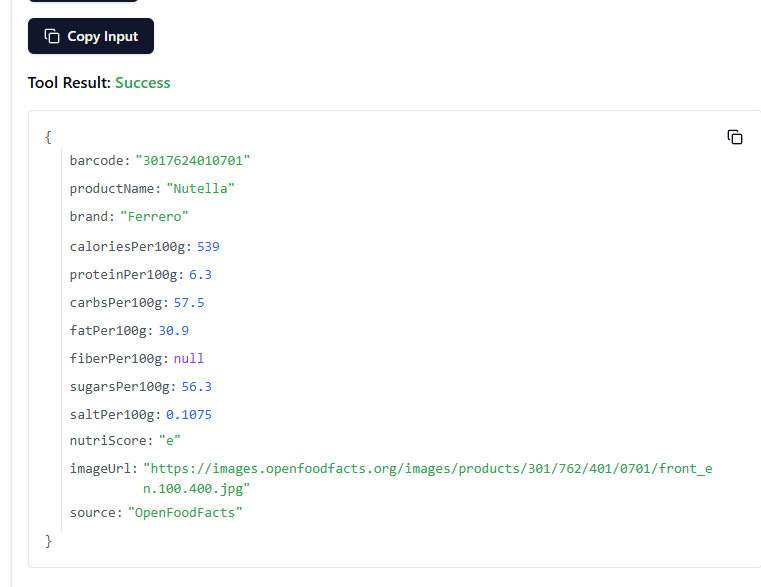 Copy Input
Tool Result: Success
{
barcode: "3017624010701"
productName: "Nutella"
brand: "Ferrero"
caloriesPer100g: 539
proteinPer100g: 6.3
carbsPer100g: 57.5
fatPer100g: 30.9
fiberPer100g: null
sugarsPer100g: 56.3
saltPer100g: 0.1075
nutriScore: "e"
imageUrl: "https://images.openfoodfacts.org/images/products/301/762/401/0701/front_e
n.100.400.jpg"
source: "OpenFoodFacts"
}